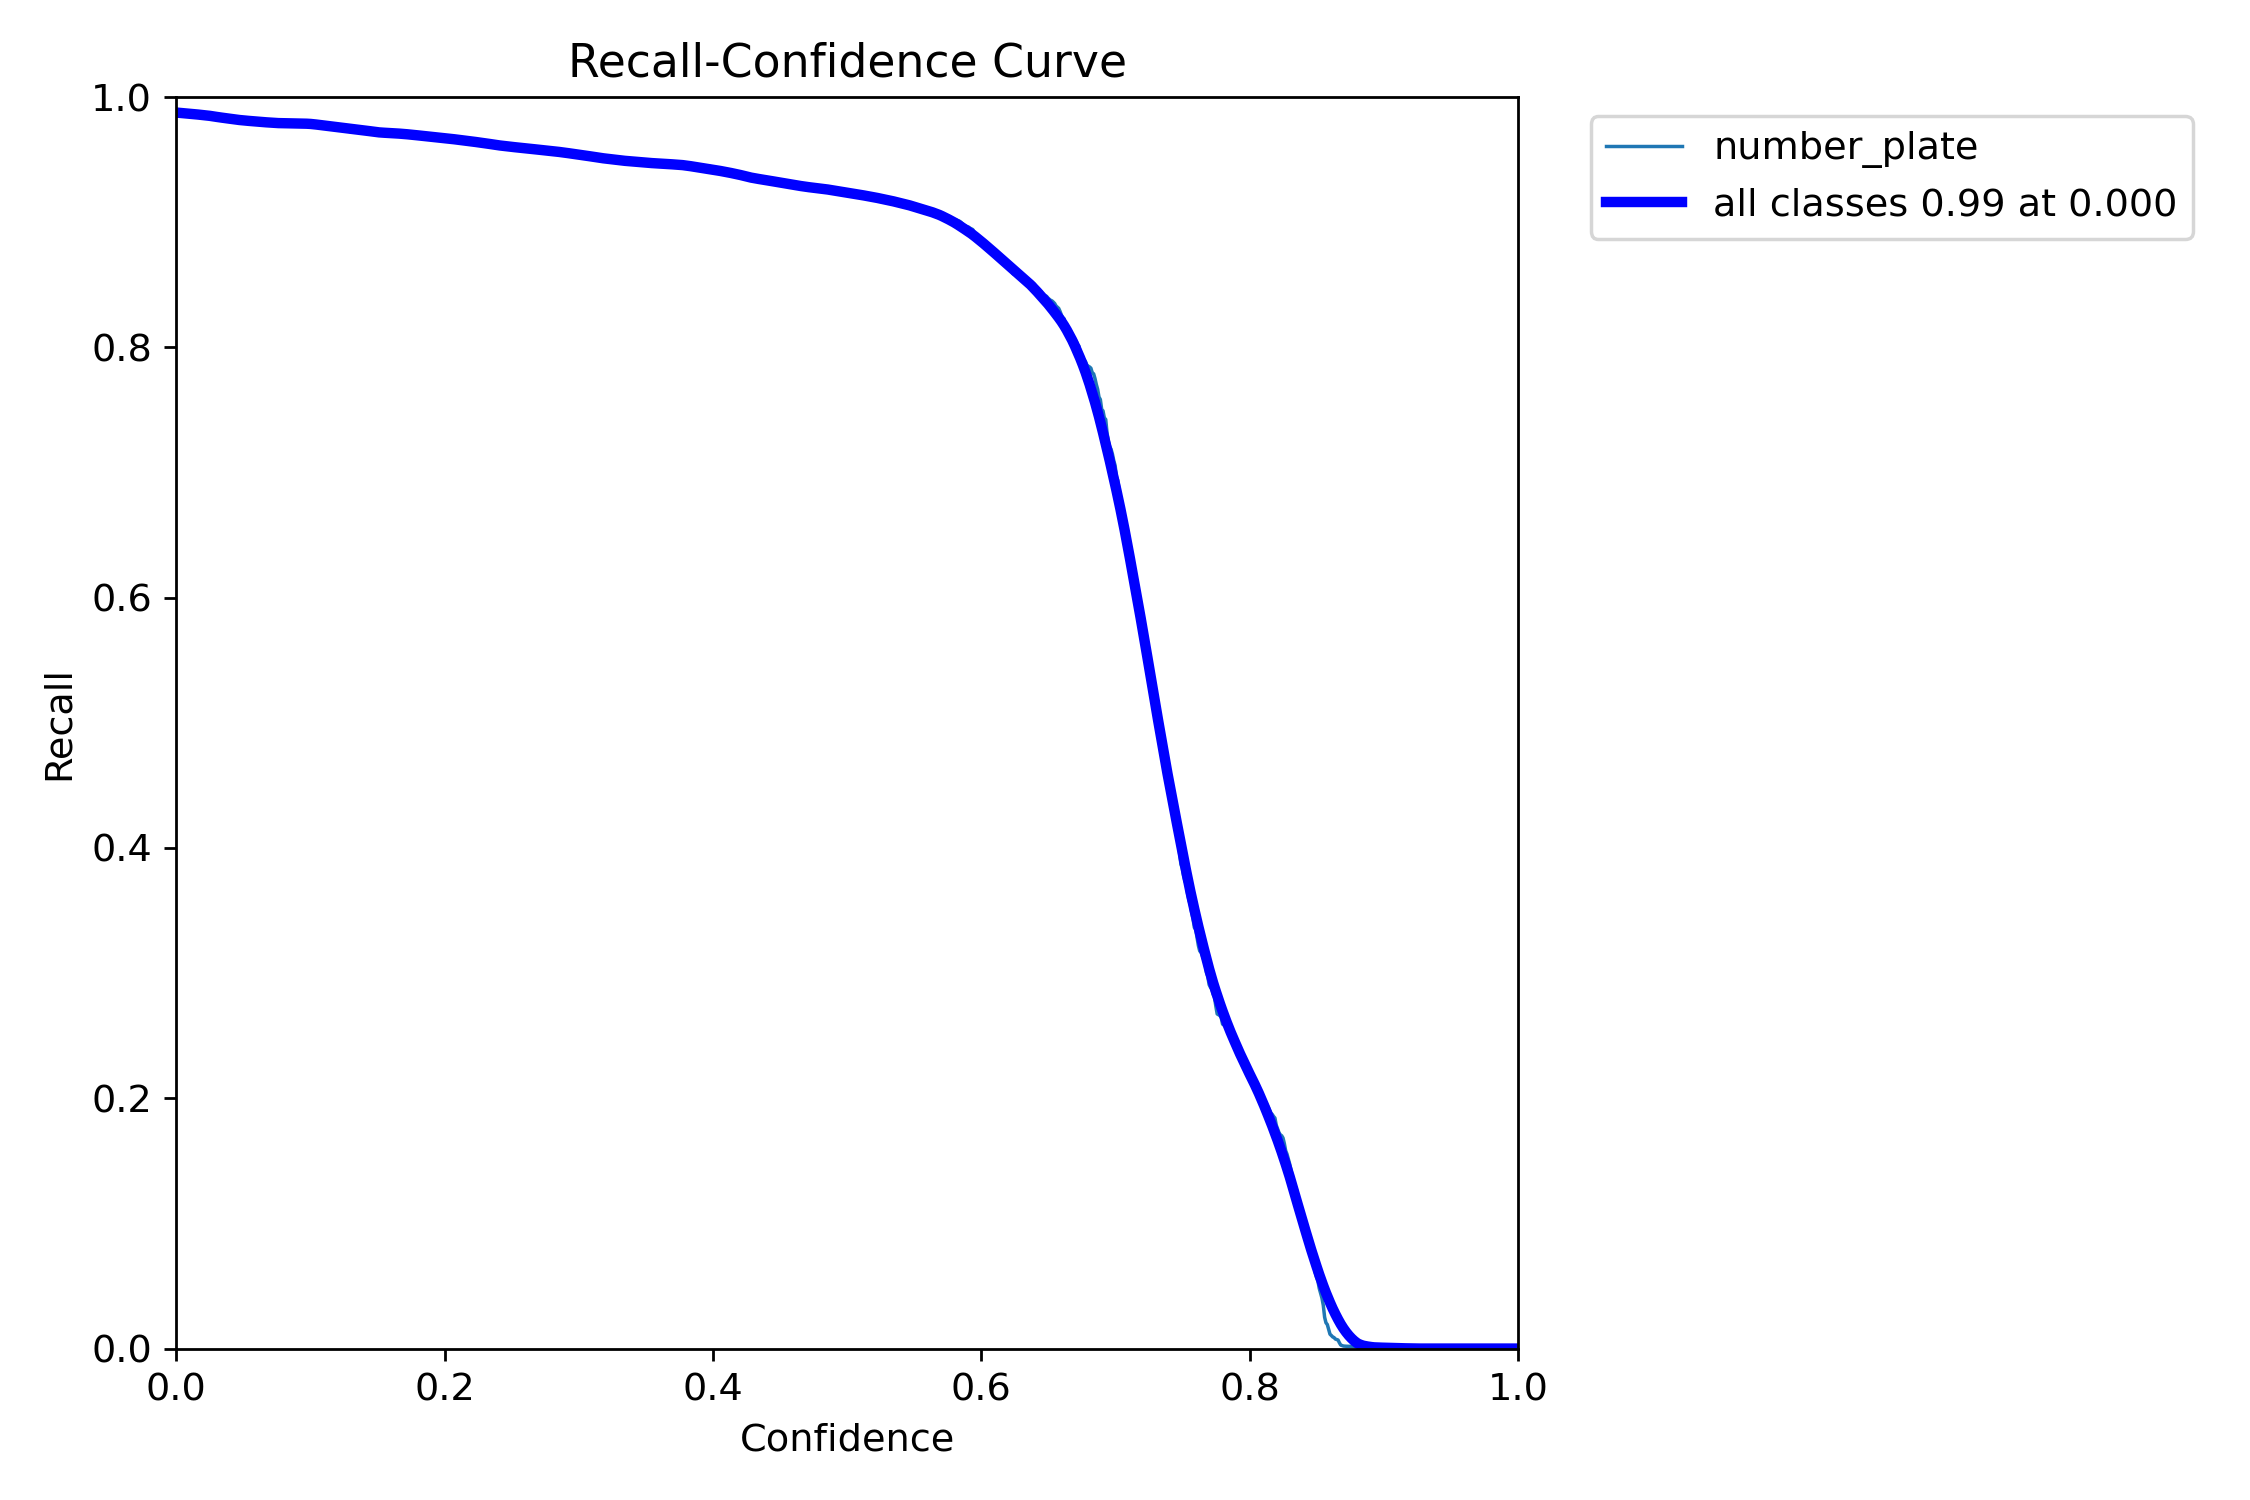 Recall-Confidence Curve
1.0
0.8
0.6
0.4
0.2
0.0
Recall
0.0 0.2 0.4 0.6 0.8 1.0
Confidence
number_plate
all classes 0.99 at 0.000